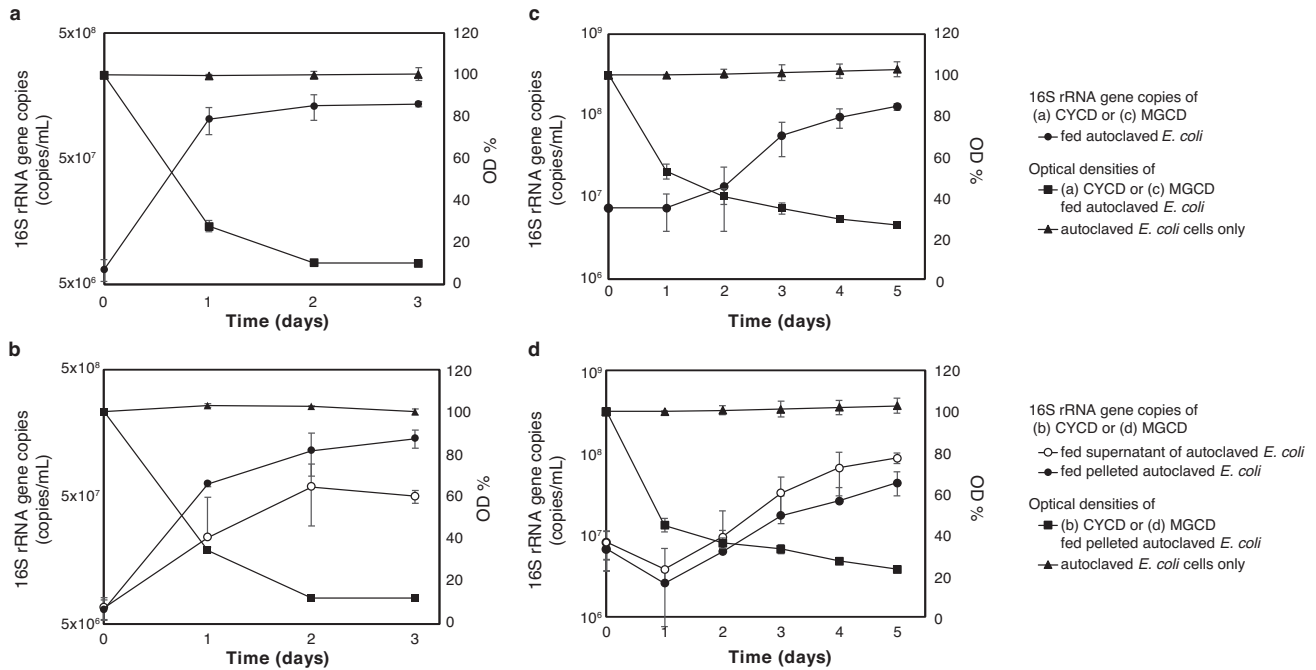 a
5x10⁸
5x10⁷
5x10⁶
16S rRNA gene copies
(copies/mL)
120
100
80
60
40
20
0
OD %
0 1 2 3
Time (days)
c
10⁹
10⁸
10⁷
10⁶
16S rRNA gene copies
(copies/mL)
120
100
80
60
40
20
0
OD %
0 1 2 3 4 5
Time (days)
16S rRNA gene copies of
(a) CYCD or (c) MGCD
fed autoclaved E. coli
Optical densities of
(a) CYCD or (c) MGCD
fed autoclaved E. coli
autoclaved E. coli cells only
b
5x10⁸
5x10⁷
5x10⁶
16S rRNA gene copies
(copies/mL)
120
100
80
60
40
20
0
OD %
0 1 2 3
Time (days)
d
10⁹
10⁸
10⁷
10⁶
16S rRNA gene copies
(copies/mL)
120
100
80
60
40
20
0
OD %
0 1 2 3 4 5
Time (days)
16S rRNA gene copies of
(b) CYCD or (d) MGCD
fed supernatant of autoclaved E. coli
fed pelleted autoclaved E. coli
Optical densities of
(b) CYCD or (d) MGCD
fed pelleted autoclaved E. coli
autoclaved E. coli cells only